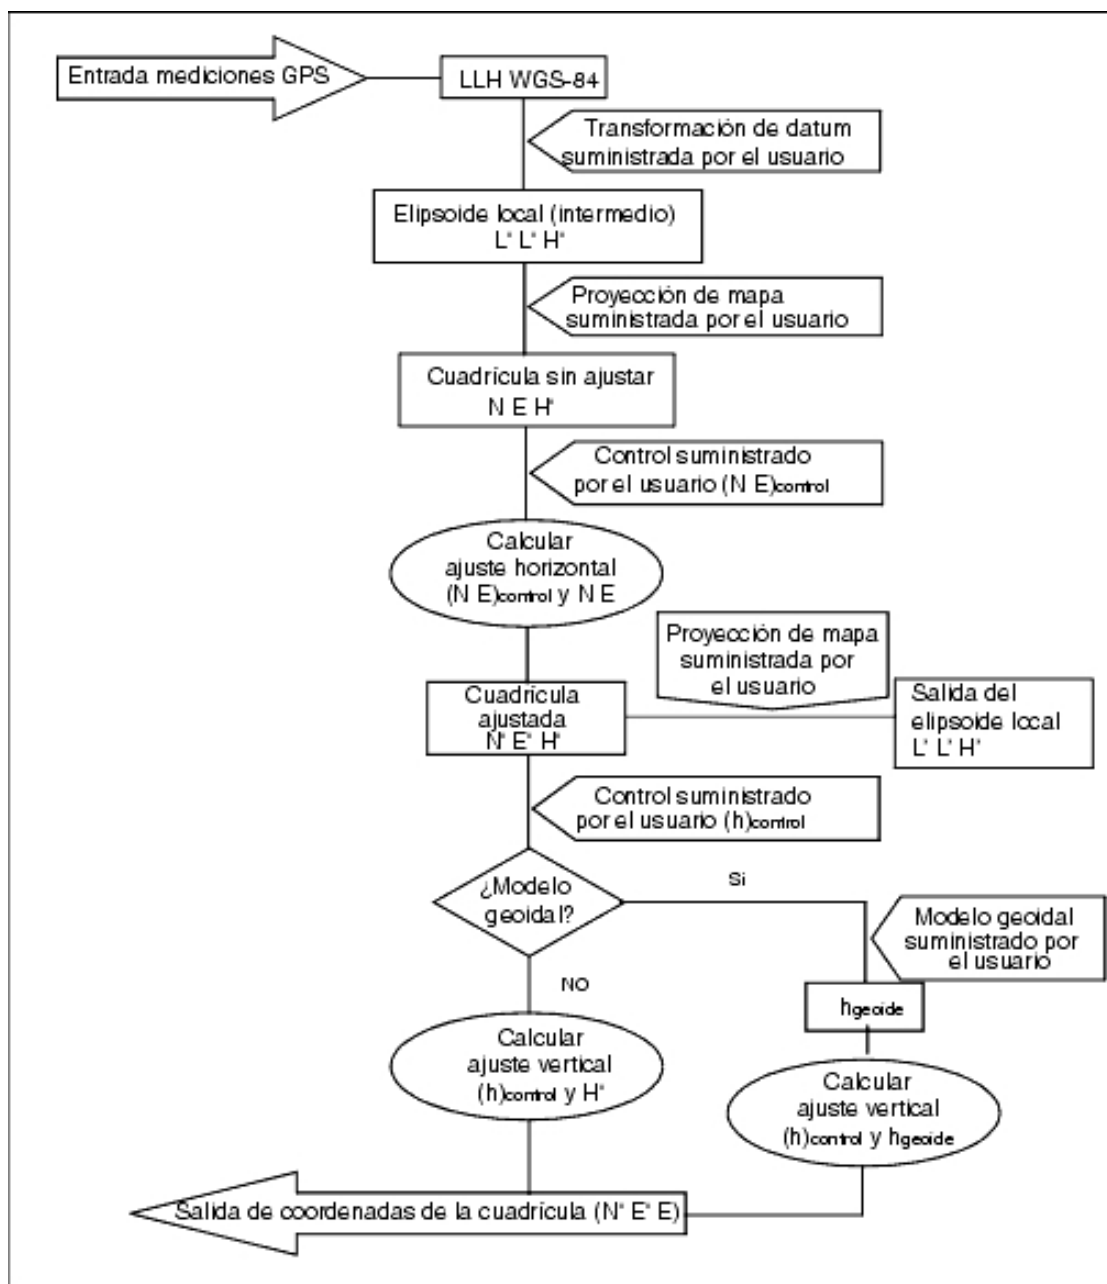 Entrada mediciones GPS
LLH WGS-84
Transformación de datum
suministrada por el usuario
Elipsoide local (intermedio)
L' L' H'
Proyección de mapa
suministrada por el usuario
Cuadrícula sin ajustar
N E H'
Control suministrado
por el usuario (N E)control
Calcular
ajuste horizontal
(N E)control y N E
Proyección de mapa
suministrada por
el usuario
Cuadrícula
ajustada
N' E' H'
Salida del
elipsoide local
L' L' H'
Control suministrado
por el usuario (h)control
¿Modelo
geoidal?
Si
Modelo geoidal
suministrado por
el usuario
NO
hgeoide
Calcular
ajuste vertical
(h)control y H'
Calcular
ajuste vertical
(h)control y hgeoide
Salida de coordenadas de la cuadrícula (N' E' E)